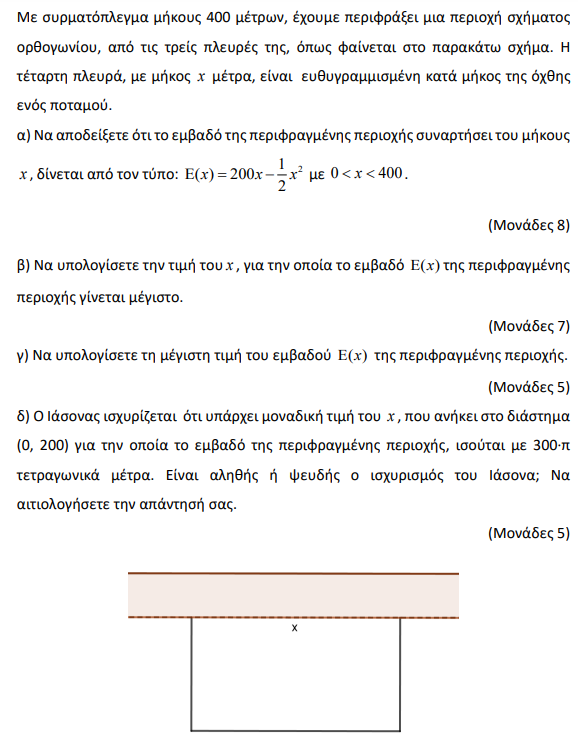 Με συρματόπλεγμα μήκους 400 μέτρων, έχουμε περιφράξει μια περιοχή σχήματος
ορθογωνίου, από τις τρείς πλευρές της, όπως φαίνεται στο παρακάτω σχήμα. Η
τέταρτη πλευρά, με μήκος x μέτρα, είναι ευθυγραμμισμένη κατά μήκος της όχθης
ενός ποταμού.
α) Να αποδείξετε ότι το εμβαδό της περιφραγμένης περιοχής συναρτήσει του μήκους
x, δίνεται από τον τύπο: E(x) = 200x − \frac{1}{2}x² με 0 < x < 400.
(Μονάδες 8)
β) Να υπολογίσετε την τιμή του x, για την οποία το εμβαδό E(x) της περιφραγμένης
περιοχής γίνεται μέγιστο.
(Μονάδες 7)
γ) Να υπολογίσετε τη μέγιστη τιμή του εμβαδού E(x) της περιφραγμένης περιοχής.
(Μονάδες 5)
δ) Ο Ιάσονας ισχυρίζεται ότι υπάρχει μοναδική τιμή του x, που ανήκει στο διάστημα
(0, 200) για την οποία το εμβαδό της περιφραγμένης περιοχής, ισούται με 300·π
τετραγωνικά μέτρα. Είναι αληθής ή ψευδής ο ισχυρισμός του Ιάσονα; Να
αιτιολογήσετε την απάντησή σας.
(Μονάδες 5)
x